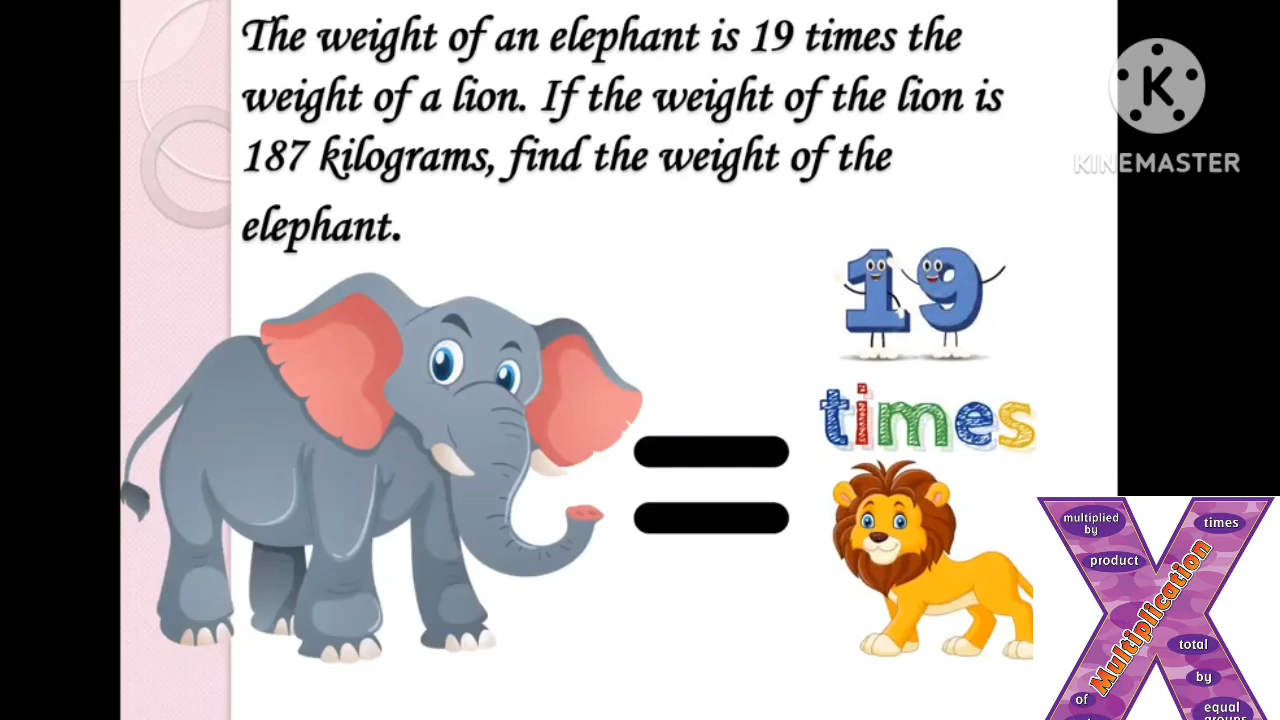 The weight of an elephant is 19 times the
weight of a lion. If the weight of the lion is
187 kilograms, find the weight of the
elephant.
K
KINEMASTER
19
times
multiplied
by
times
product
Multiplication
total
by
of
equal
groups